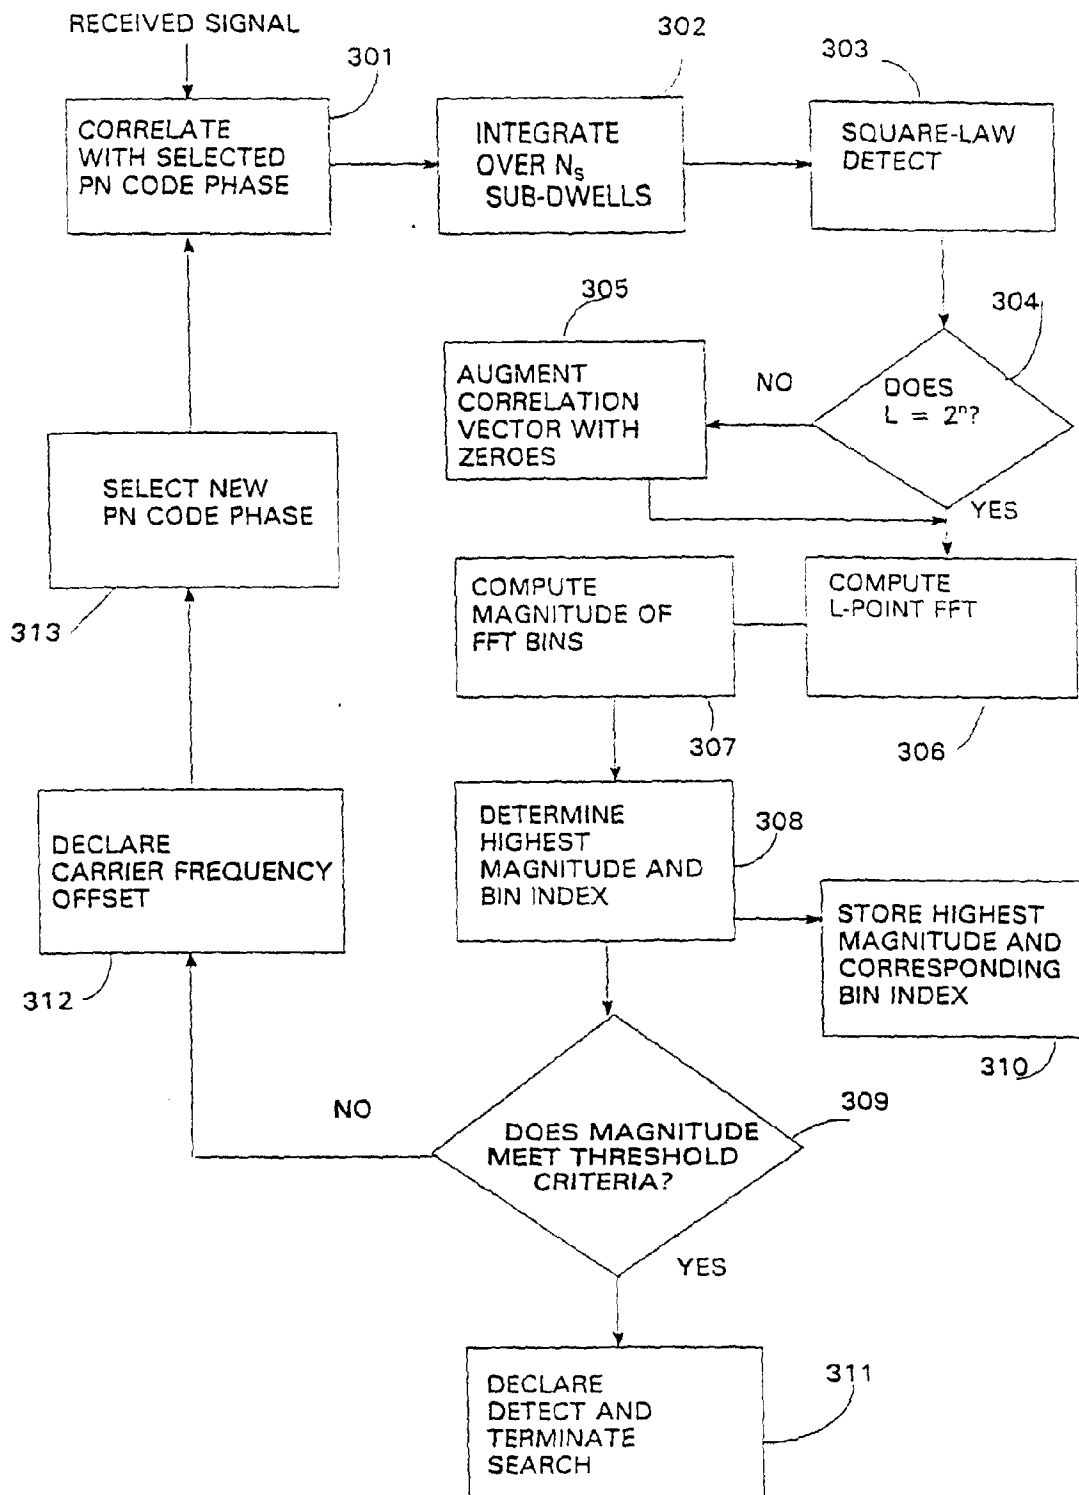 RECEIVED SIGNAL
301
CORRELATE
WITH SELECTED
PN CODE PHASE
302
INTEGRATE
OVER Nₛ
SUB-DWELLS
303
SQUARE-LAW
DETECT
304
DOES
L = 2ⁿ?
NO
YES
305
AUGMENT
CORRELATION
VECTOR WITH
ZEROES
COMPUTE
L-POINT FFT
306
COMPUTE
MAGNITUDE OF
FFT BINS
307
DETERMINE
HIGHEST
MAGNITUDE AND
BIN INDEX
308
STORE HIGHEST
MAGNITUDE AND
CORRESPONDING
BIN INDEX
310
DOES MAGNITUDE
MEET THRESHOLD
CRITERIA?
309
NO
YES
DECLARE
DETECT AND
TERMINATE
SEARCH
311
DECLARE
CARRIER FREQUENCY
OFFSET
312
SELECT NEW
PN CODE PHASE
313